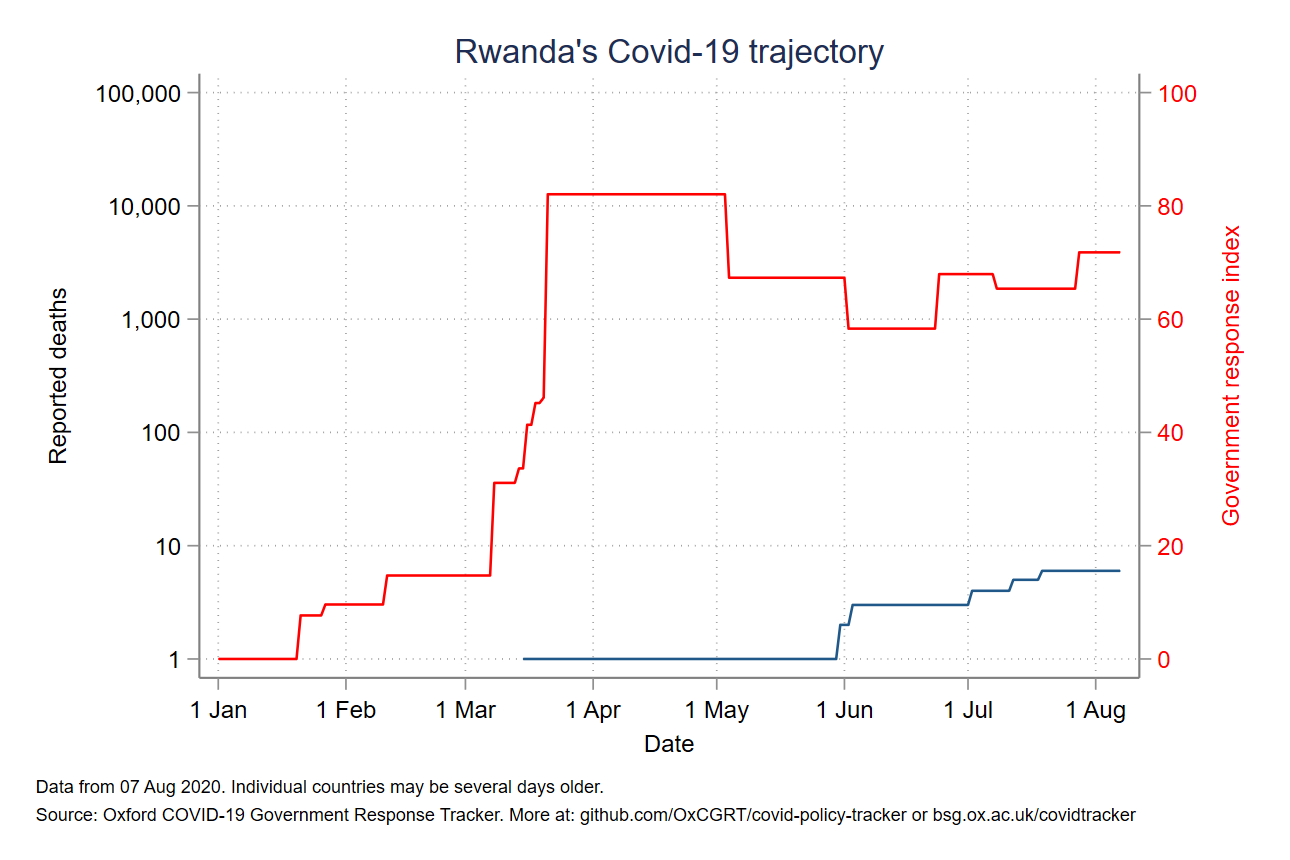 Rwanda's Covid-19 trajectory
100,000
10,000
1,000
100
10
1
Reported deaths
100
80
60
40
20
0
Government response index
1 Jan 1 Feb 1 Mar 1 Apr 1 May 1 Jun 1 Jul 1 Aug
Date
Data from 07 Aug 2020. Individual countries may be several days older.
Source: Oxford COVID-19 Government Response Tracker. More at: github.com/OxCGRT/covid-policy-tracker or bsg.ox.ac.uk/covidtracker